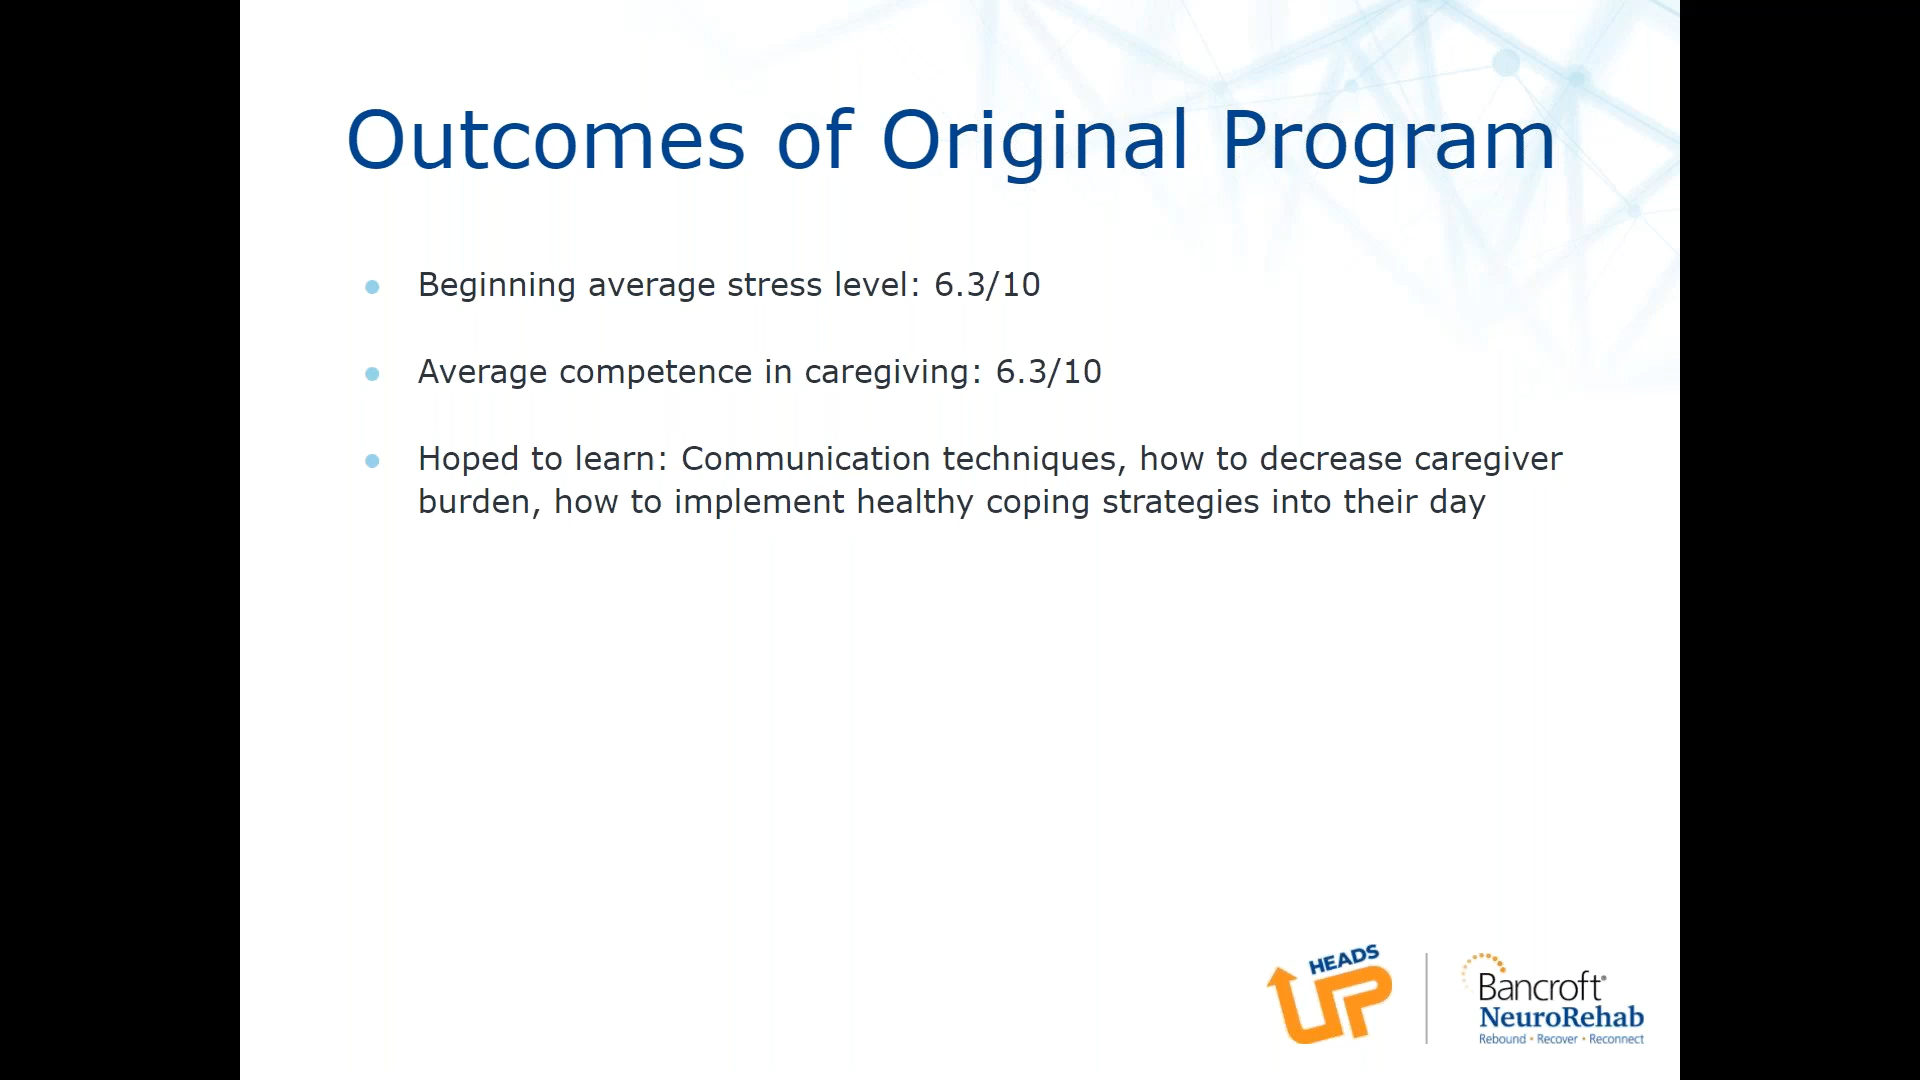 Outcomes of Original Program
Beginning average stress level: 6.3/10
Average competence in caregiving: 6.3/10
Hoped to learn: Communication techniques, how to decrease caregiver
burden, how to implement healthy coping strategies into their day
HEADS
UP
Bancroft®
NeuroRehab
Rebound • Recover • Reconnect